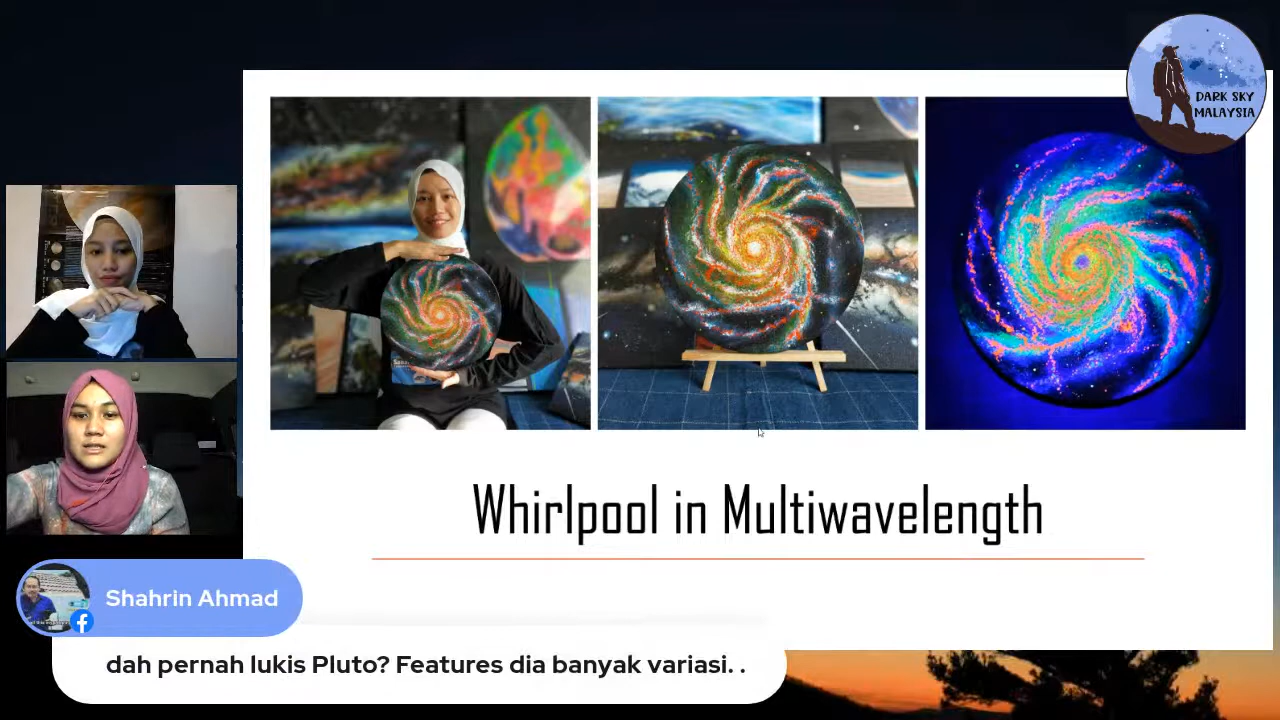 DARK SKY
MALAYSIA
Whirlpool in Multiwavelength
Shahrin Ahmad
dah pernah lukis Pluto? Features dia banyak variasi. .